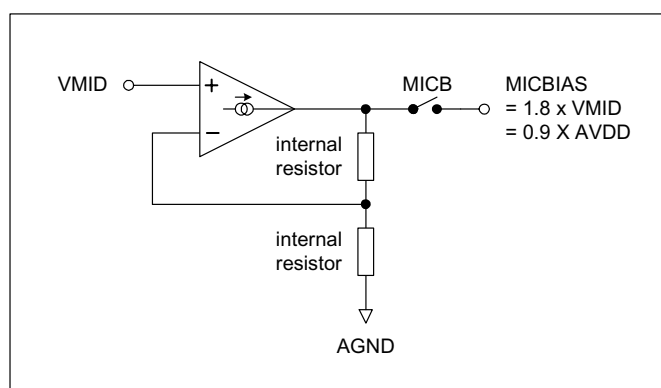 VMID
+
−
MICB
MICBIAS
= 1.8 x VMID
= 0.9 X AVDD
internal
resistor
internal
resistor
AGND